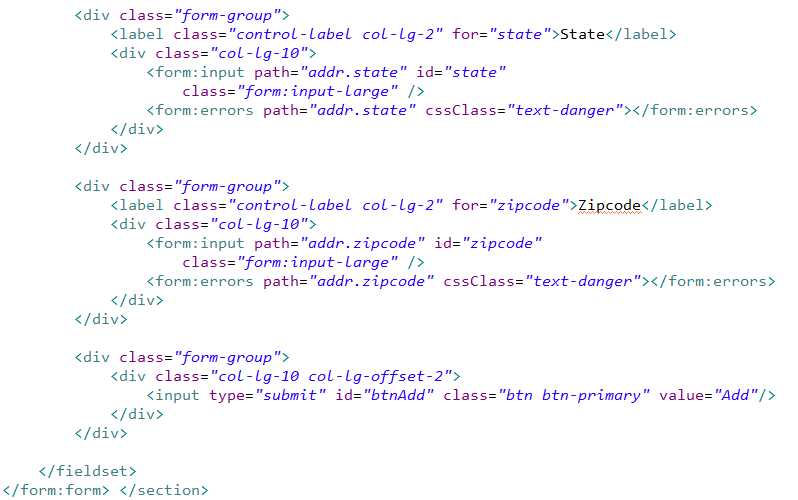 <div class="form-group">
<label class="control-label col-lg-2" for="state">State</label>
<div class="col-lg-10">
<form:input path="addr.state" id="state"
class="form:input-large" />
<form:errors path="addr.state" cssClass="text-danger"></form:errors>
</div>
</div>
<div class="form-group">
<label class="control-label col-lg-2" for="zipcode">Zipcode</label>
<div class="col-lg-10">
<form:input path="addr.zipcode" id="zipcode"
class="form:input-large" />
<form:errors path="addr.zipcode" cssClass="text-danger"></form:errors>
</div>
</div>
<div class="form-group">
<div class="col-lg-10 col-lg-offset-2">
<input type="submit" id="btnAdd" class="btn btn-primary" value="Add"/>
</div>
</div>
</fieldset>
</form:form> </section>